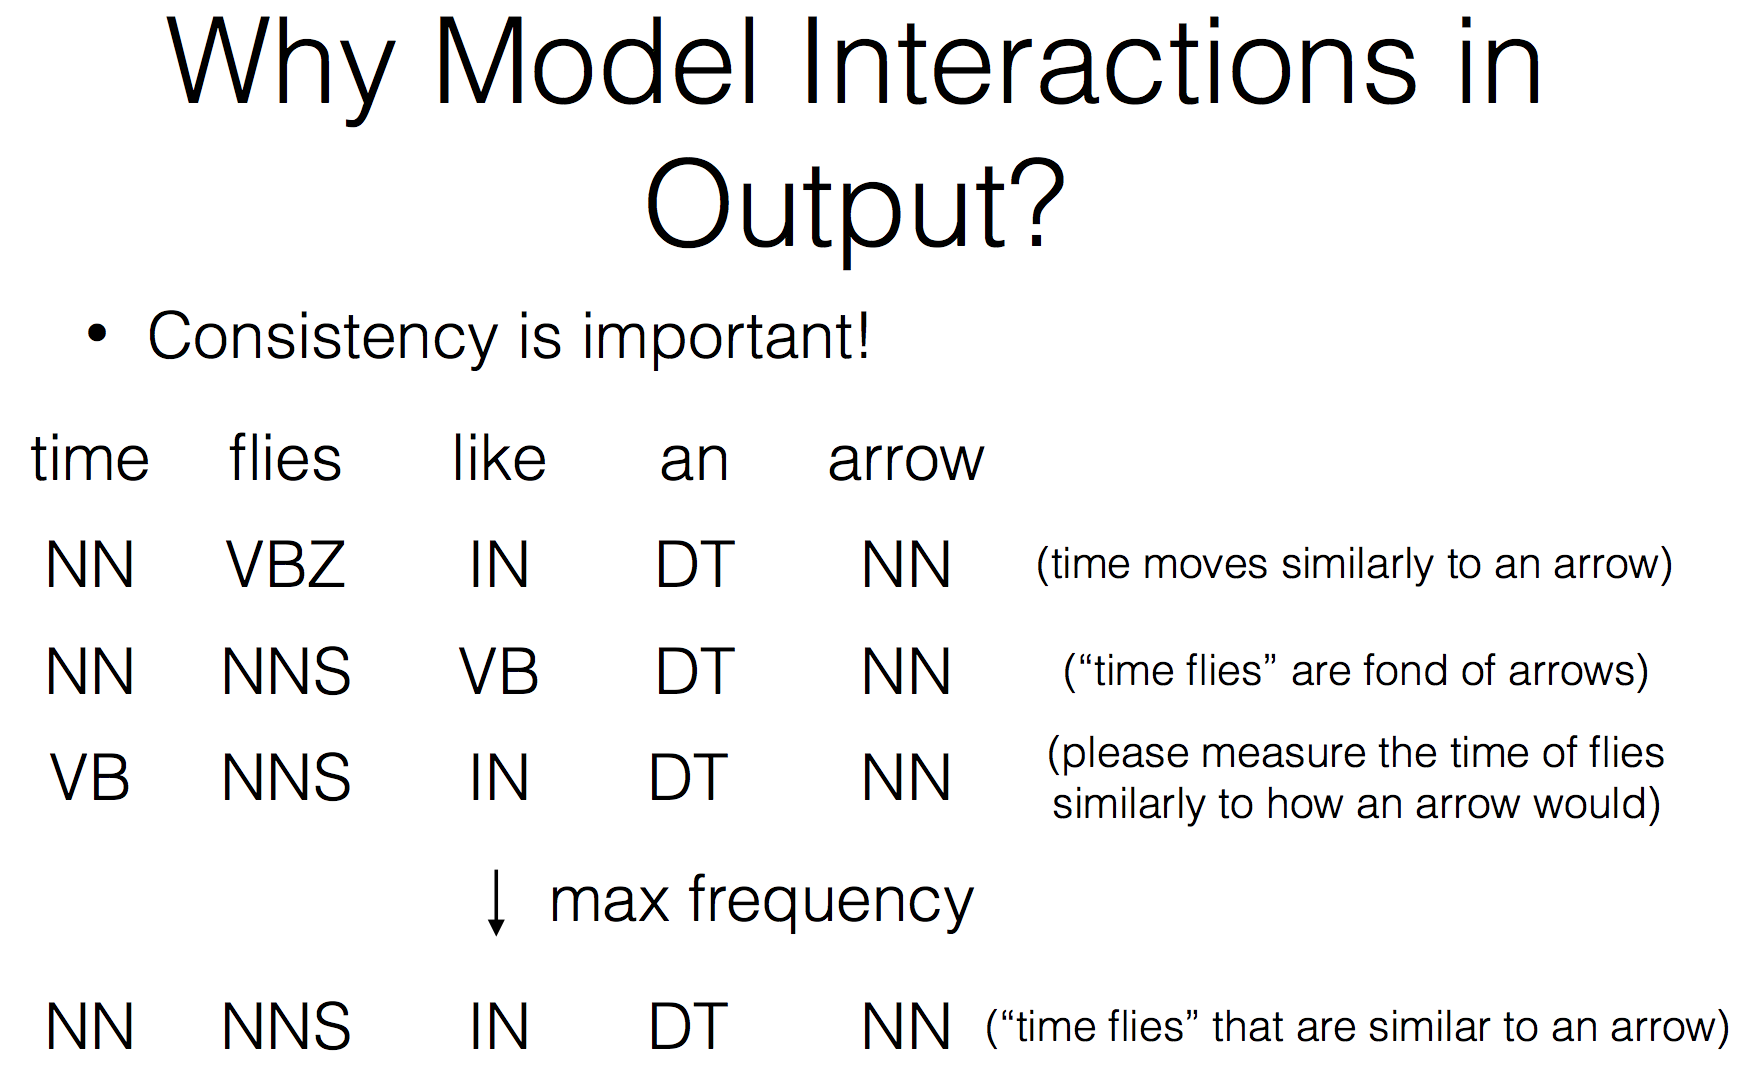 Why Model Interactions in
Output?
• Consistency is important!
time flies like an arrow
NN VBZ IN DT NN (time moves similarly to an arrow)
NN NNS VB DT NN (“time flies” are fond of arrows)
VB NNS IN DT NN (please measure the time of flies
similarly to how an arrow would)
↓ max frequency
NN NNS IN DT NN (“time flies” that are similar to an arrow)